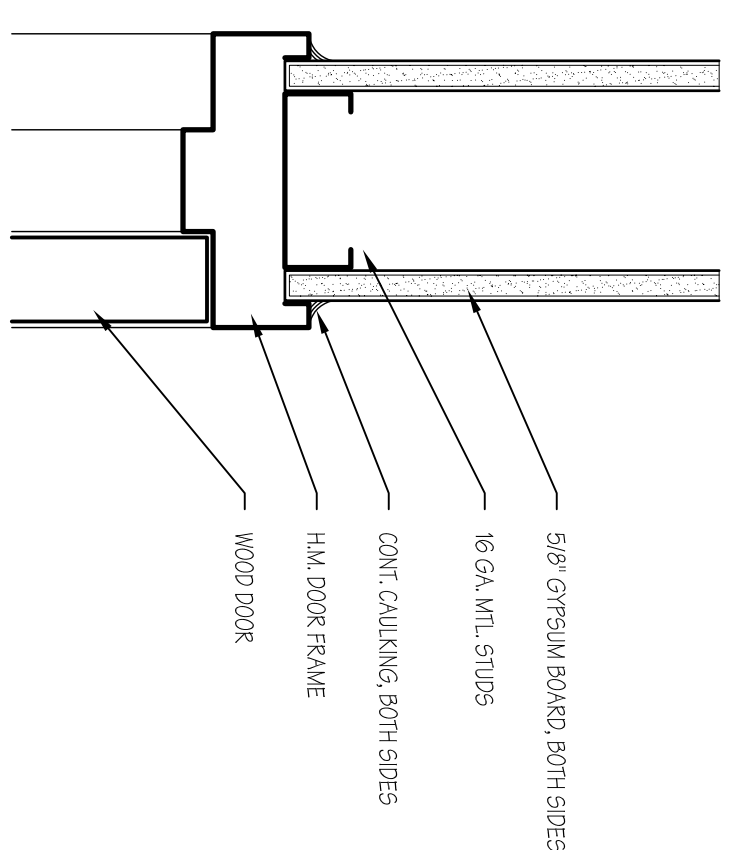 5/8" GYPSUM BOARD, BOTH SIDES
16 GA. MTL. STUDS
CONT. CAULKING, BOTH SIDES
H.M. DOOR FRAME
WOOD DOOR